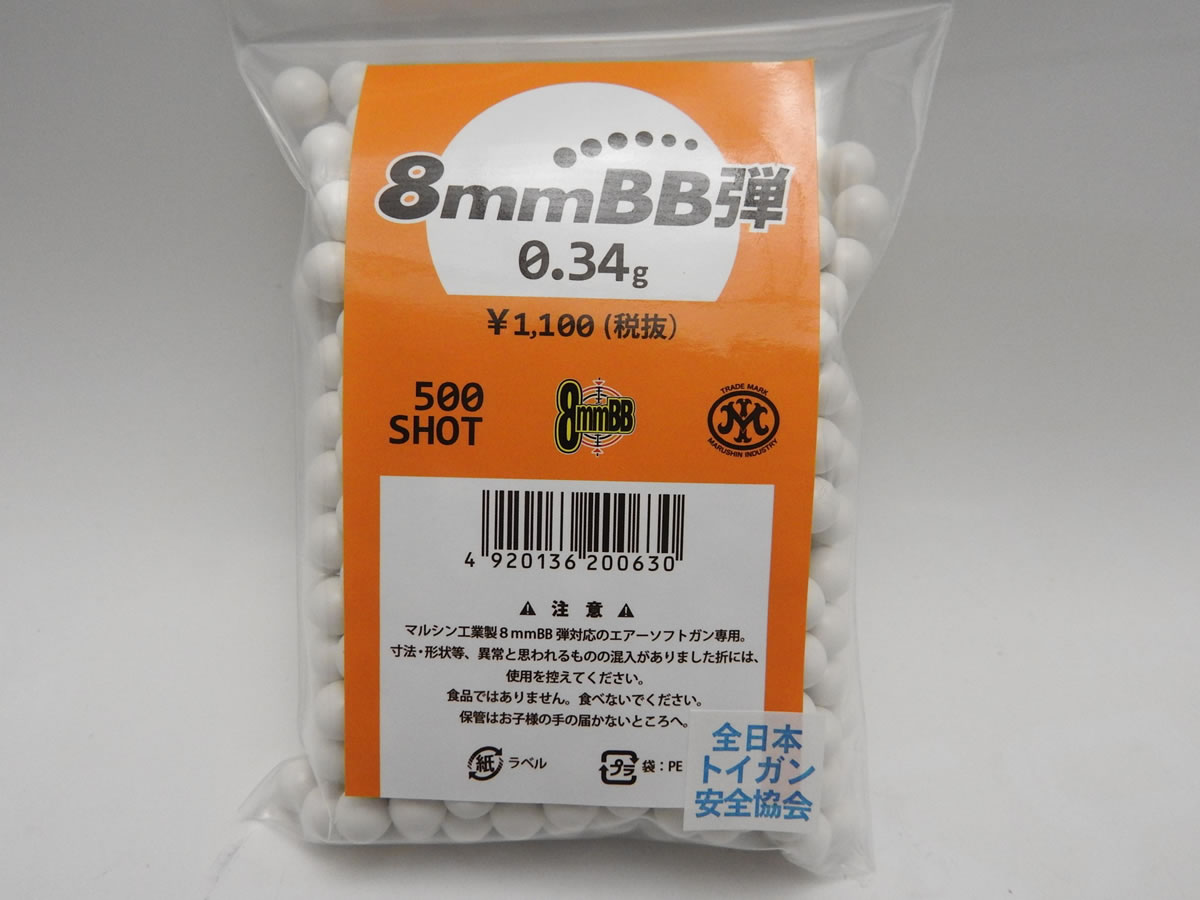 8mmBB弾
0.34g
￥1,100 (税抜)
500
SHOT
8mmBB
TRADE MARK
MARUSHIN INDUSTRY
4 920136 200630
注 意
マルシン工業製８mmBB 弾対応のエアーソフトガン専用。
寸法・形状等、異常と思われるものの混入がありました折には、
使用を控えてください。
食品ではありません。食べないでください。
保管はお子様の手の届かないところへ。
紙 ラベル
プラ 袋：PE
全日本
トイガン
安全協会